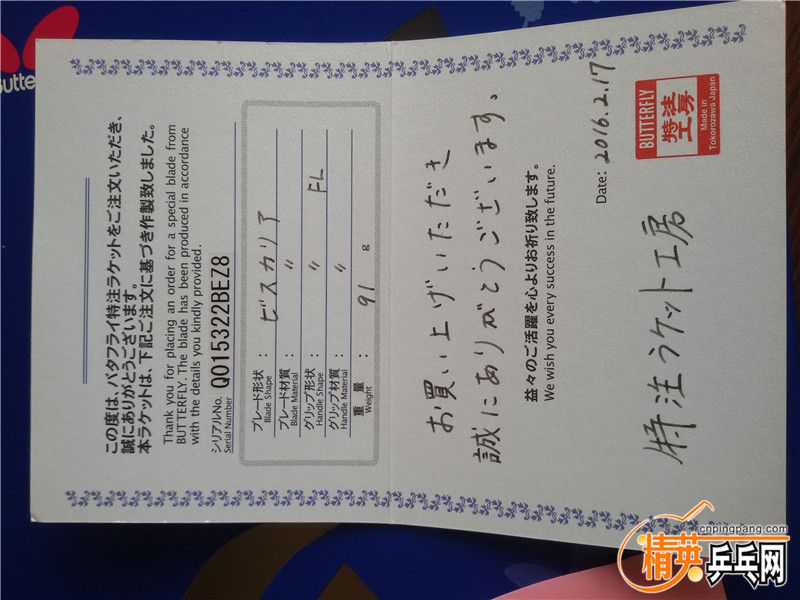 この度は、バタフライ特注ラケットをご注文いただき、
誠にありがとうございます。
本ラケットは、下記ご注文に基づき作製致しました。
Thank you for placing an order for a special blade from
BUTTERFLY. The blade has been produced in accordance
with the details you kindly provided.
シリアルNo.
Serial Number
Q015322BEZ8
ブレード形状 : ビスカリア
Blade Shape
ブレード材質 : 〃
Blade Material
グリップ形状 : 〃 FL
Handle Shape
グリップ材質 : 〃
Handle Material
重量 : 91 g
Weight
お買い上げいただき
誠にありがとうございます。
益々のご活躍を心よりお祈り致します。
We wish you every success in the future.
Date: 2016.2.17
特注ラケット工房
BUTTERFLY
特注
工房
Made in
Tokorozawa Japan
Butte
cnpingpang.com
精英乒乓网